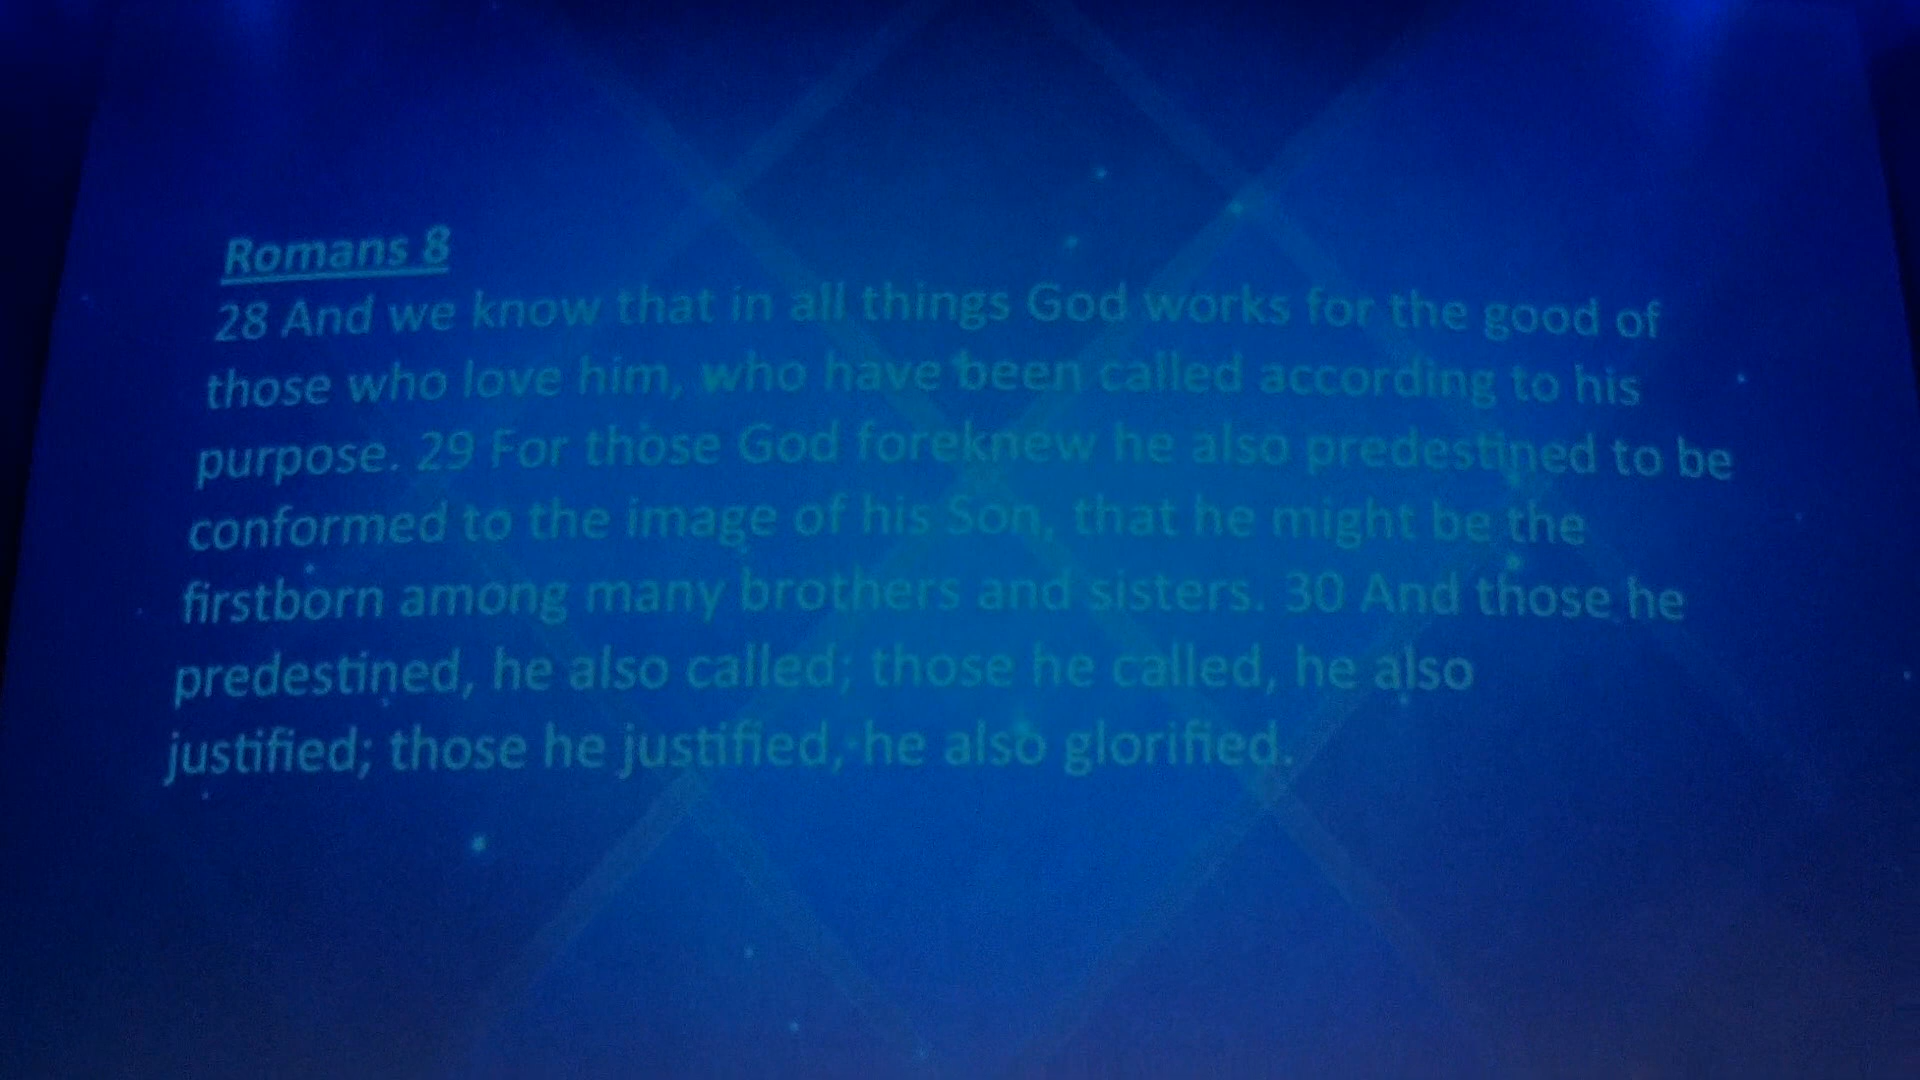 Romans 8
28 And we know that in all things God works for the good of
those who love him, who have been called according to his
purpose. 29 For those God foreknew he also predestined to be
conformed to the image of his Son, that he might be the
firstborn among many brothers and sisters. 30 And those he
predestined, he also called; those he called, he also
justified; those he justified, he also glorified.